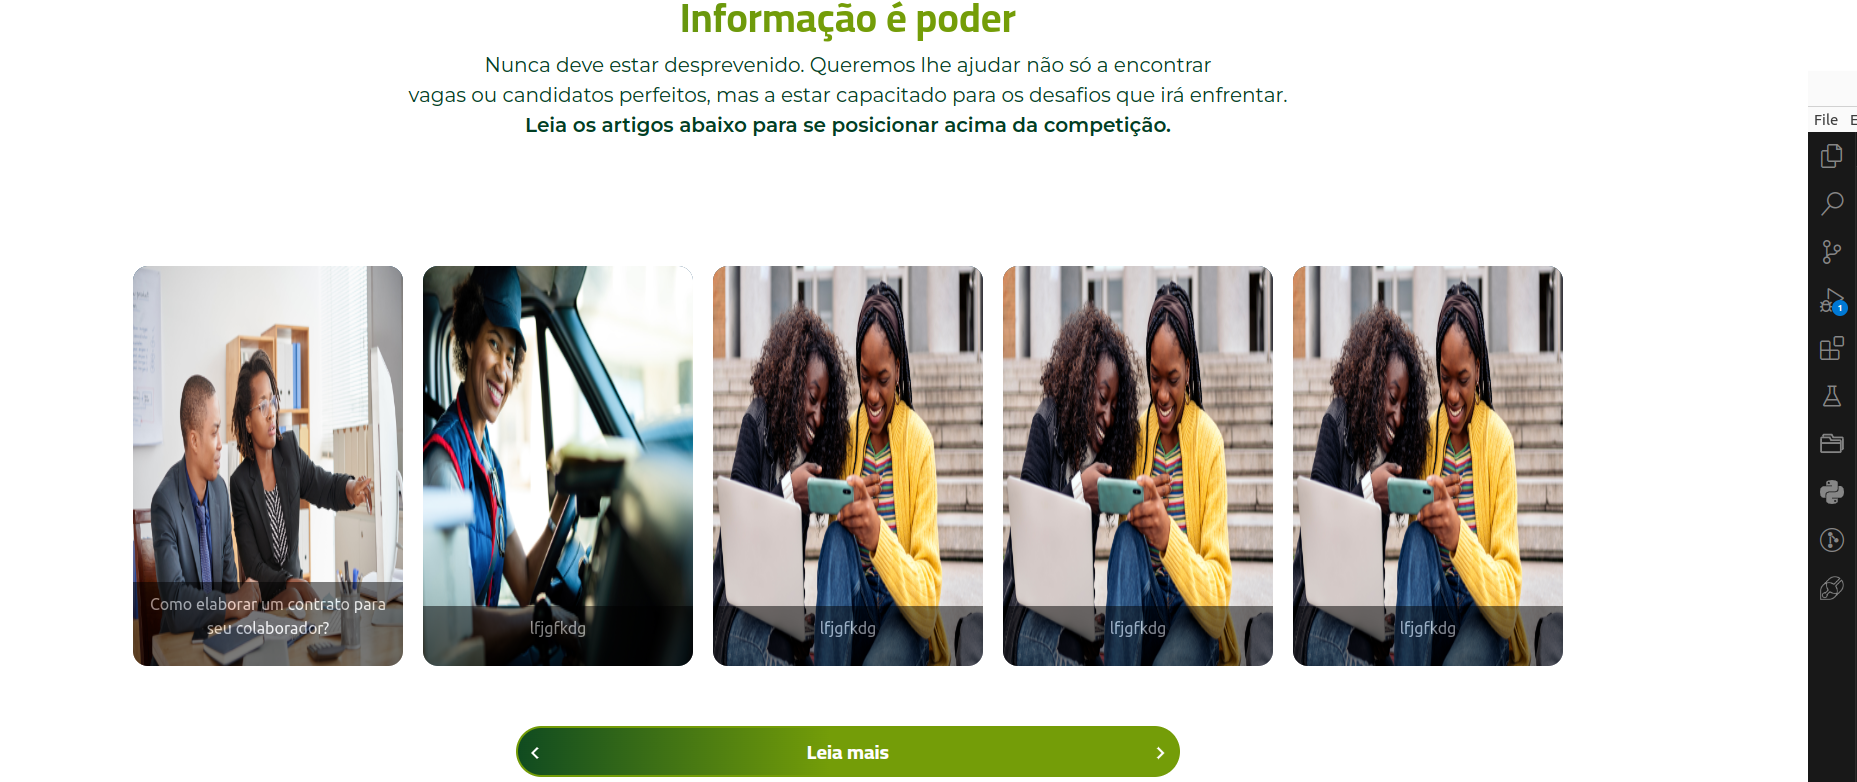 Informação é poder
Nunca deve estar desprevenido. Queremos lhe ajudar não só a encontrar
vagas ou candidatos perfeitos, mas a estar capacitado para os desafios que irá enfrentar.
Leia os artigos abaixo para se posicionar acima da competição.
File E
1
Como elaborar um contrato para
seu colaborador?
lfjgfkdg
lfjgfkdg
lfjgfkdg
lfjgfkdg
Leia mais